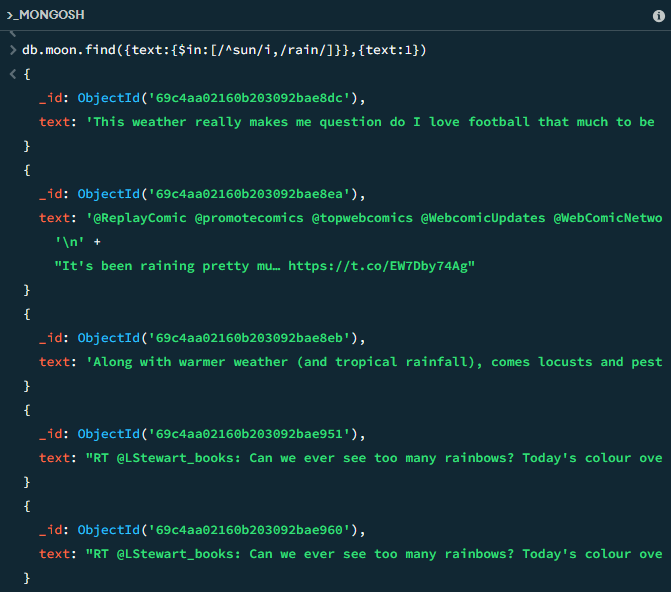 >_MONGOSH
> db.moon.find({text:{$in:[/^sun/i,/rain/]}},{text:1})
< {
_id: ObjectId('69c4aa02160b203092bae8dc'),
text: 'This weather really makes me question do I love football that much to be
}
{
_id: ObjectId('69c4aa02160b203092bae8ea'),
text: '@ReplayComic @promotecomics @topwebcomics @WebcomicUpdates @WebComicNetwo
'\n' +
"It's been raining pretty mu… https://t.co/EW7Dby74Ag"
}
{
_id: ObjectId('69c4aa02160b203092bae8eb'),
text: 'Along with warmer weather (and tropical rainfall), comes locusts and pest
}
{
_id: ObjectId('69c4aa02160b203092bae951'),
text: "RT @LStewart_books: Can we ever see too many rainbows? Today's colour ove
}
{
_id: ObjectId('69c4aa02160b203092bae960'),
text: "RT @LStewart_books: Can we ever see too many rainbows? Today's colour ove
}